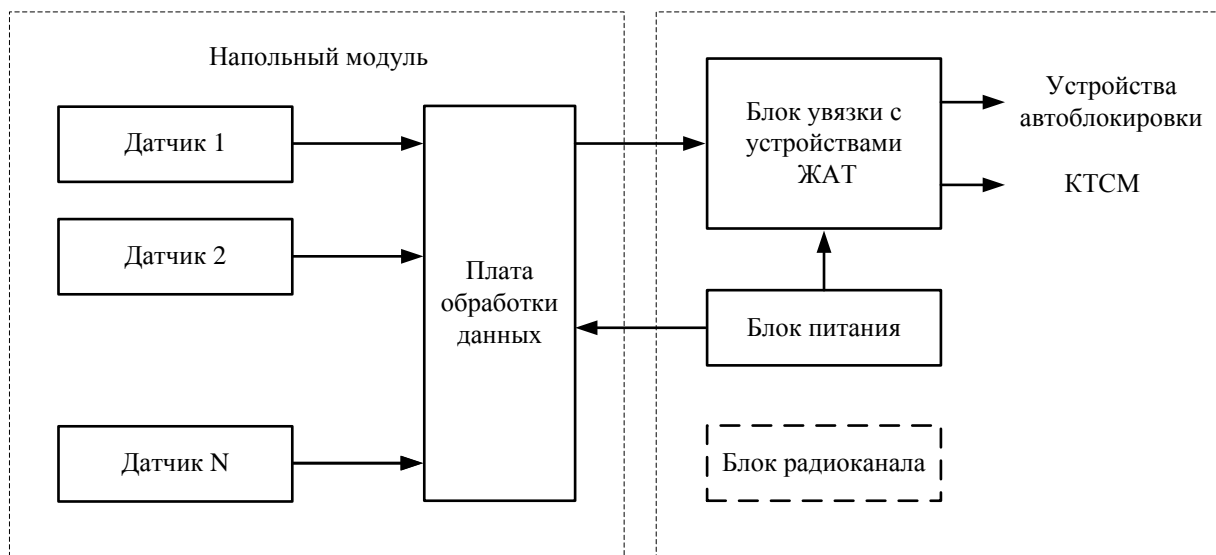 Напольный модуль
Датчик 1
Датчик 2
Датчик N
Плата
обработки
данных
Блок увязки с
устройствами
ЖАТ
Устройства
автоблокировки
КТСМ
Блок питания
Блок радиоканала